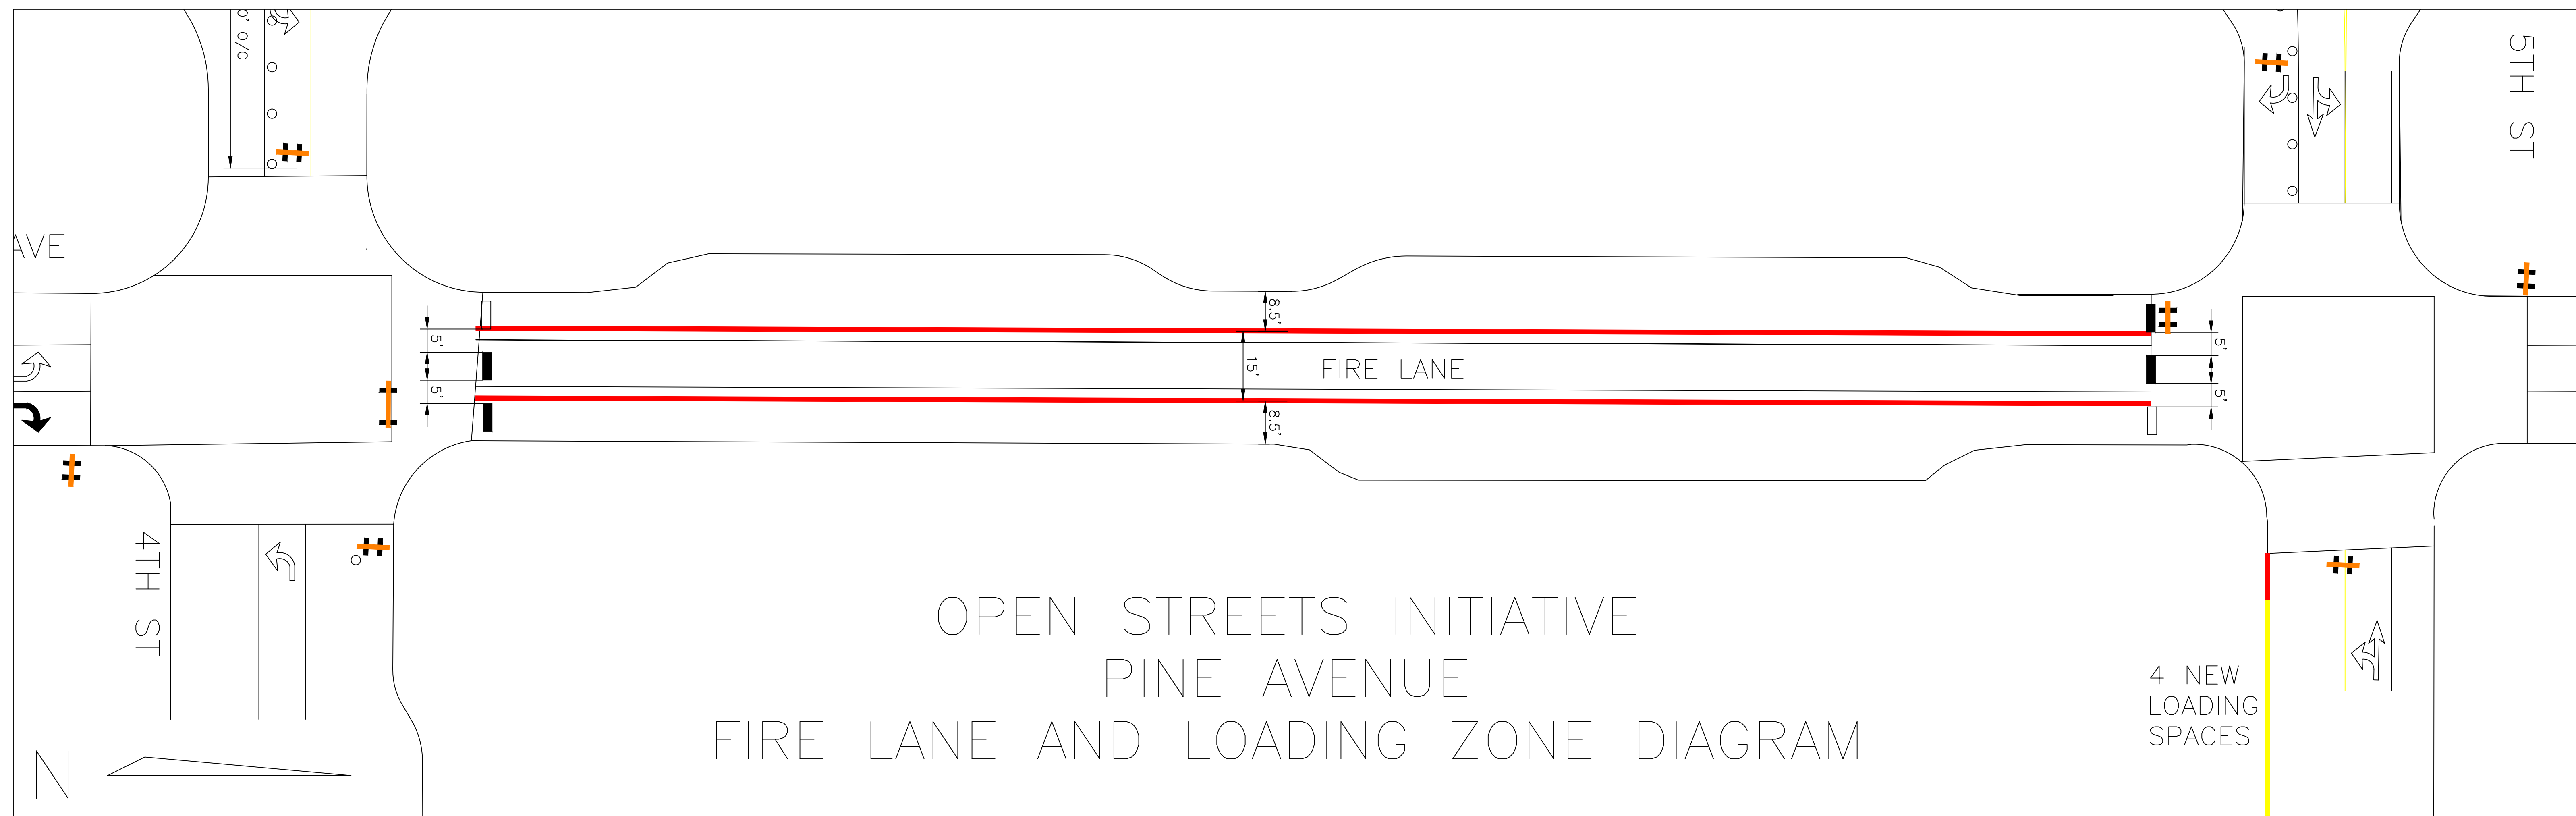 0' o/c
5TH ST
AVE
8.5'
5'
15'
FIRE LANE
5'
5'
8.5'
5'
4TH ST
OPEN STREETS INITIATIVE
PINE AVENUE
FIRE LANE AND LOADING ZONE DIAGRAM
4 NEW
LOADING
SPACES
N